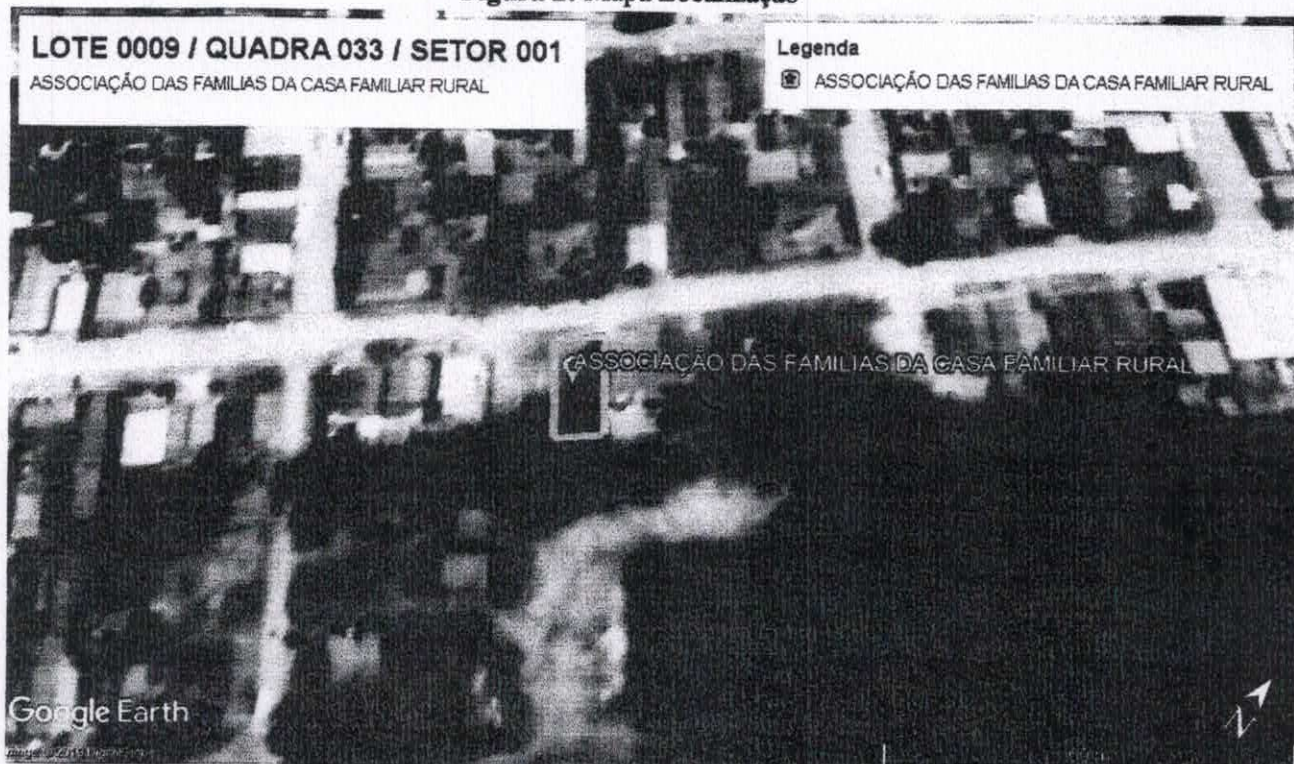 LOTE 0009 / QUADRA 033 / SETOR 001
ASSOCIAÇÃO DAS FAMILIAS DA CASA FAMILIAR RURAL
Legenda
ASSOCIAÇÃO DAS FAMILIAS DA CASA FAMILIAR RURAL
ASSOCIAÇÃO DAS FAMILIAS DA CASA FAMILIAR RURAL
Google Earth
N